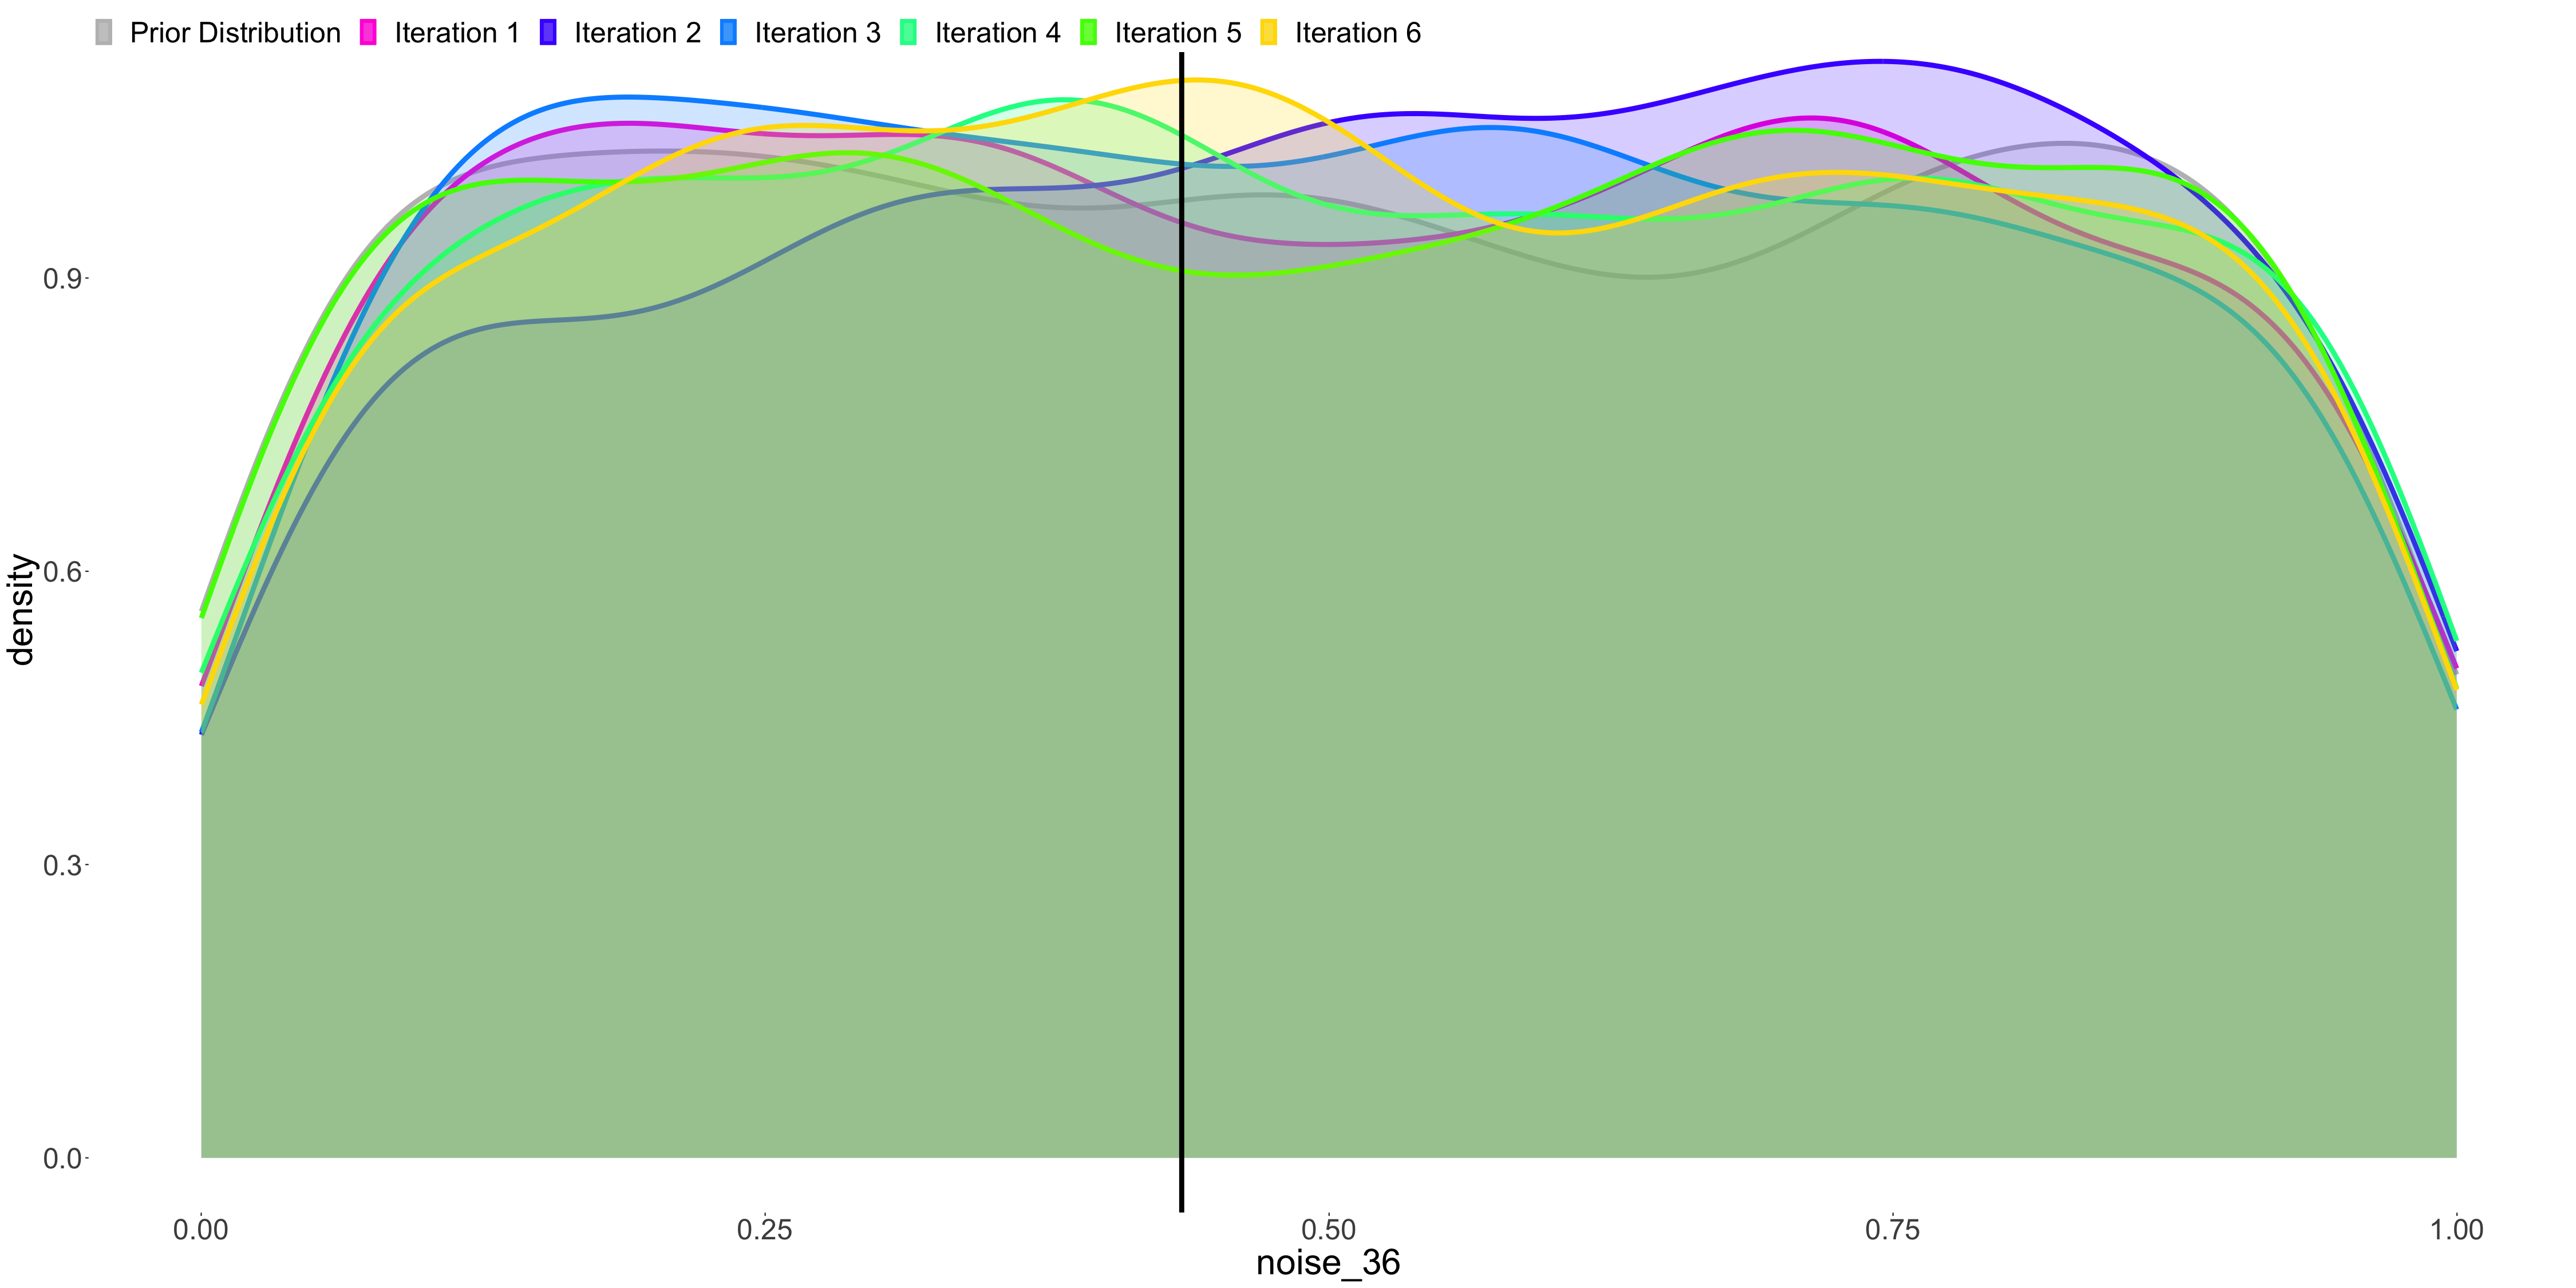 Prior Distribution Iteration 1 Iteration 2 Iteration 3 Iteration 4 Iteration 5 Iteration 6
0.9
0.6
0.3
0.0
density
0.00 0.25 0.50 0.75 1.00
noise_36